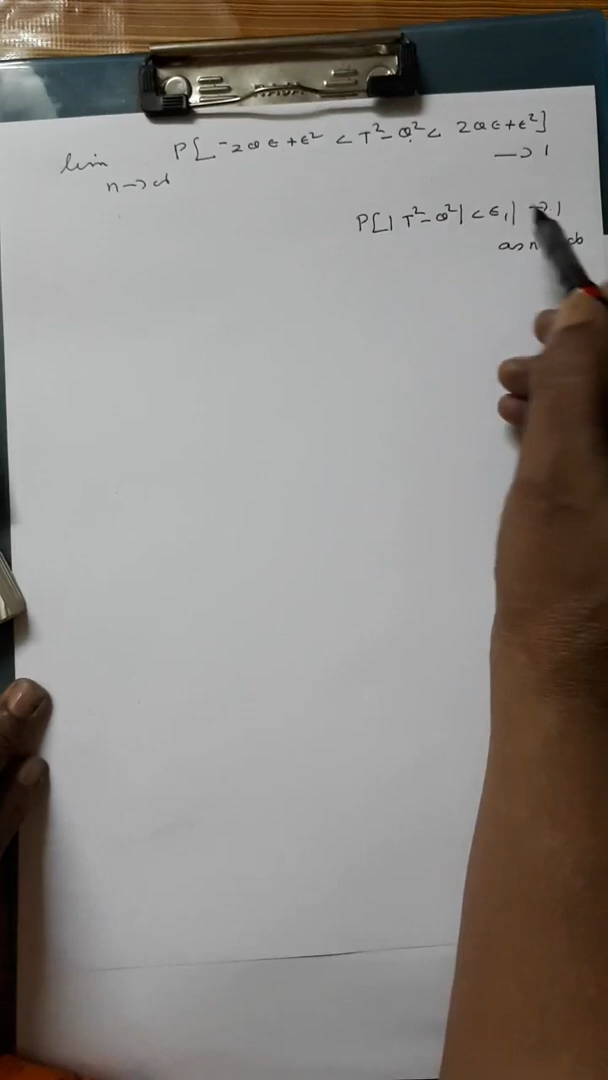 lim n→∞ P[-2θε+ε² < T²-θ² < 2θε+ε²]
→ 1
P[|T²-θ²| < ε₁| → 1
as n